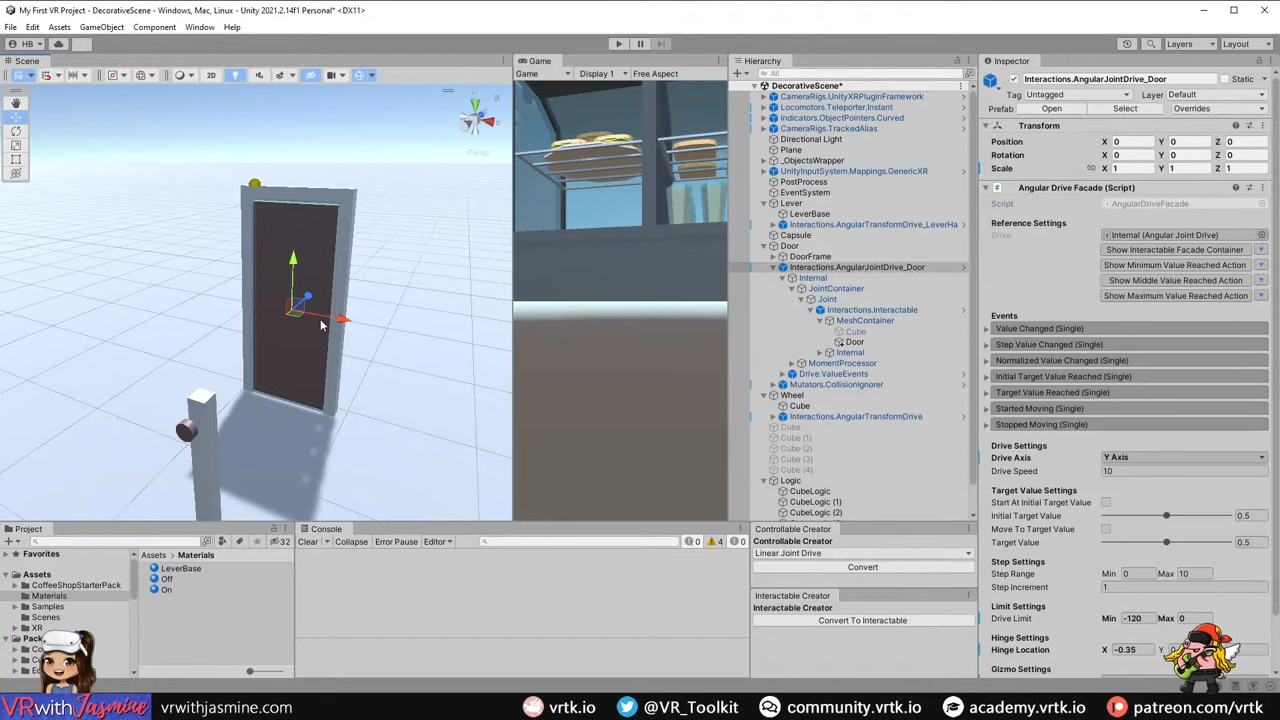 My First VR Project - DecorativeScene - Windows, Mac, Linux - Unity 2021.2.14f1 Personal* <DX11>
File Edit Assets GameObject Component Window Help
HB Layers Layout
Scene Game Hierarchy Inspector
2D
Game Display 1 Free Aspect
Persp
All
DecorativeScene*
CameraRigs.UnityXRPluginFramework
Locomotors.Teleporter.Instant
Indicators.ObjectPointers.Curved
CameraRigs.TrackedAlias
Directional Light
Plane
_ObjectsWrapper
UnityInputSystem.Mappings.GenericXR
PostProcess
EventSystem
Lever
LeverBase
Interactions.AngularTransformDrive_LeverHa
Capsule
Door
DoorFrame
Interactions.AngularJointDrive_Door
Internal
JointContainer
Joint
Interactions.Interactable
MeshContainer
Cube
Door
Internal
MomentProcessor
Drive.ValueEvents
Mutators.CollisionIgnorer
Wheel
Cube
Interactions.AngularTransformDrive
Cube
Cube (1)
Cube (2)
Cube (3)
Cube (4)
Logic
CubeLogic
CubeLogic (1)
CubeLogic (2)
Interactions.AngularJointDrive_Door Static
Tag Untagged Layer Default
Prefab Open Select Overrides
Transform
Position X 0 Y 0 Z 0
Rotation X 0 Y 0 Z 0
Scale X 1 Y 1 Z 1
Angular Drive Facade (Script)
Script AngularDriveFacade
Reference Settings
Drive Internal (Angular Joint Drive)
Show Interactable Facade Container
Show Minimum Value Reached Action
Show Middle Value Reached Action
Show Maximum Value Reached Action
Events
Value Changed (Single)
Step Value Changed (Single)
Normalized Value Changed (Single)
Initial Target Value Reached (Single)
Target Value Reached (Single)
Started Moving (Single)
Stopped Moving (Single)
Drive Settings
Drive Axis Y Axis
Drive Speed 10
Target Value Settings
Start At Initial Target Value
Initial Target Value 0.5
Move To Target Value
Target Value 0.5
Step Settings
Step Range Min 0 Max 10
Step Increment 1
Limit Settings
Drive Limit Min -120 Max 0
Hinge Settings
Hinge Location X -0.35
Gizmo Settings
Project
32
Favorites
Assets
CoffeeShopStarterPack
Materials
Samples
Scenes
XR
Assets > Materials
LeverBase
Off
On
Console
Clear Collapse Error Pause Editor 0 4 0
Controllable Creator
Controllable Creator
Linear Joint Drive
Convert
Interactable Creator
Interactable Creator
Convert To Interactable
VRwithJasmine vrwithjasmine.com vrtk.io @VR_Toolkit community.vrtk.io academy.vrtk.io patreon.com/vrtk